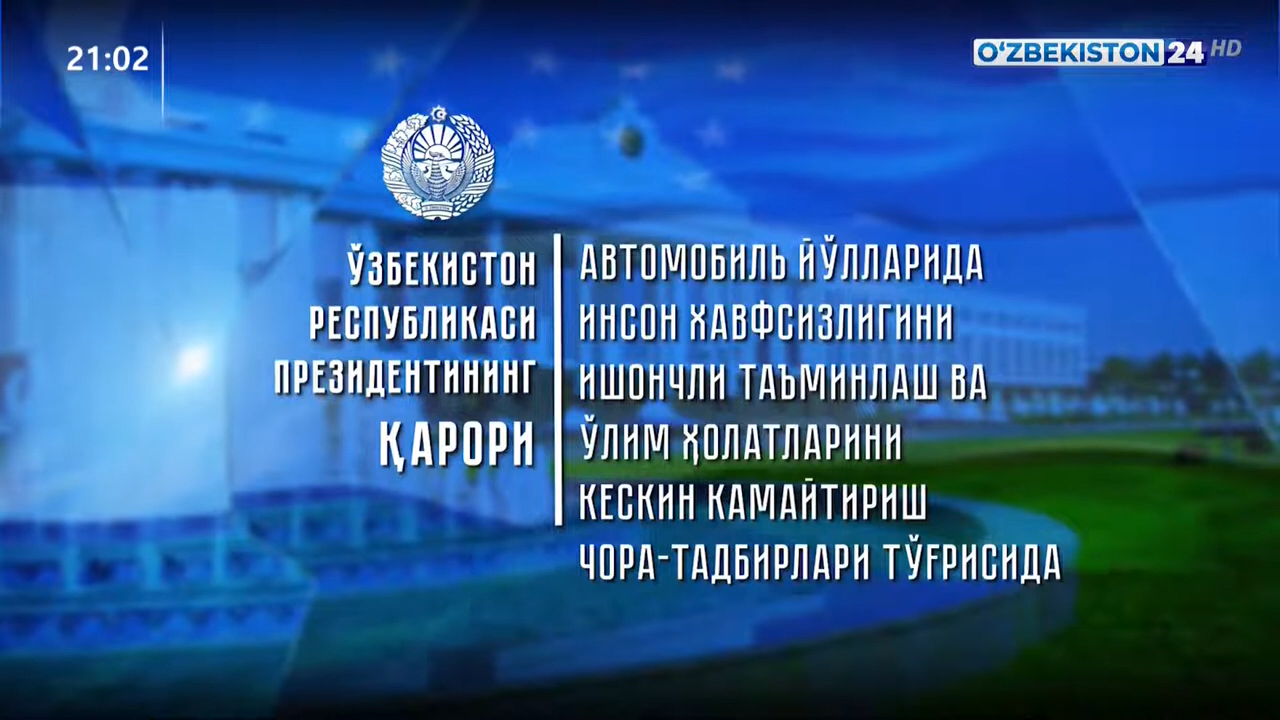 21:02
O‘ZBEKISTON 24 HD
ЎЗБЕКИСТОН
РЕСПУБЛИКАСИ
ПРЕЗИДЕНТИНИНГ
ҚАРОРИ
АВТОМОБИЛЬ ЙЎЛЛАРИДА
ИНСОН ХАВФСИЗЛИГИНИ
ИШОНЧЛИ ТАЪМИНЛАШ ВА
ЎЛИМ ҲОЛАТЛАРИНИ
КЕСКИН КАМАЙТИРИШ
ЧОРА-ТАДБИРЛАРИ ТЎҒРИСИДА